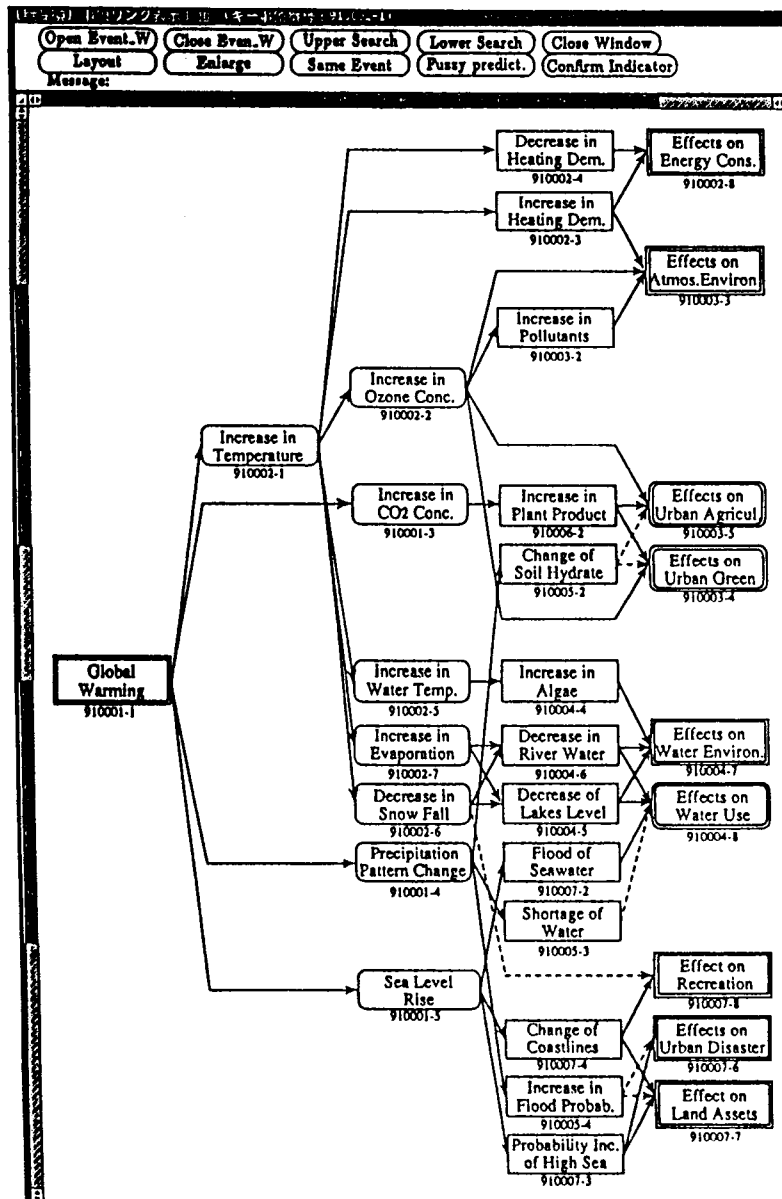 Open Event.W
Close Even.W
Upper Search
Lower Search
Close Window
Layout
Enlarge
Same Event
Fuzzy predict.
Confirm Indicator
Message:
Decrease in
Heating Dem.
910002-4
Effects on
Energy Cons.
910002-8
Increase in
Heating Dem.
910002-3
Effects on
Atmos.Environ
910003-3
Increase in
Pollutants
910003-2
Increase in
Ozone Conc.
910002-2
Increase in
Temperature
910002-1
Increase in
CO2 Conc.
910001-3
Increase in
Plant Product
910006-2
Effects on
Urban Agricul.
910003-5
Change of
Soil Hydrate
910005-2
Effects on
Urban Green
910003-4
Global
Warming
910001-1
Increase in
Water Temp.
910002-5
Increase in
Algae
910004-4
Increase in
Evaporation
910002-7
Decrease in
River Water
910004-6
Effects on
Water Environ.
910004-7
Decrease in
Snow Fall
910002-6
Decrease of
Lakes Level
910004-5
Effects on
Water Use
910004-8
Precipitation
Pattern Change
910001-4
Flood of
Seawater
910007-2
Shortage of
Water
910005-3
Sea Level
Rise
910001-5
Effect on
Recreation
910007-8
Change of
Coastlines
910007-4
Effects on
Urban Disaster
910007-6
Increase in
Flood Probab.
910005-4
Effect on
Land Assets
910007-7
Probability Inc.
of High Sea
910007-3